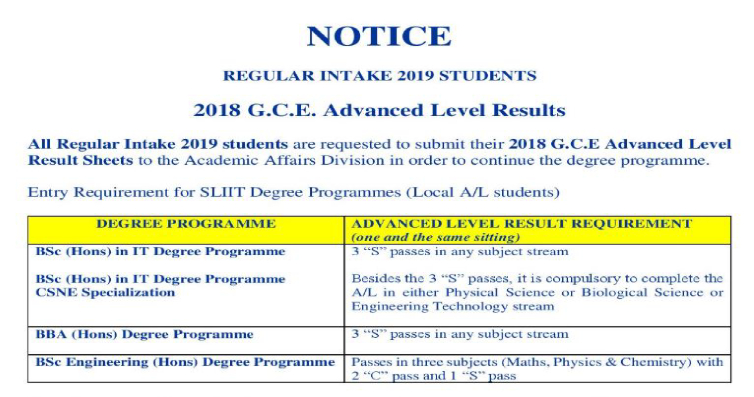 NOTICE
REGULAR INTAKE 2019 STUDENTS
2018 G.C.E. Advanced Level Results
All Regular Intake 2019 students are requested to submit their 2018 G.C.E Advanced Level
Result Sheets to the Academic Affairs Division in order to continue the degree programme.
Entry Requirement for SLIIT Degree Programmes (Local A/L students)
DEGREE PROGRAMME
ADVANCED LEVEL RESULT REQUIREMENT
(one and the same sitting)
BSc (Hons) in IT Degree Programme
3 “S” passes in any subject stream
BSc (Hons) in IT Degree Programme
CSNE Specialization
Besides the 3 “S” passes, it is compulsory to complete the
A/L in either Physical Science or Biological Science or
Engineering Technology stream
BBA (Hons) Degree Programme
3 “S” passes in any subject stream
BSc Engineering (Hons) Degree Programme
Passes in three subjects (Maths, Physics & Chemistry) with
2 “C” pass and 1 “S” pass